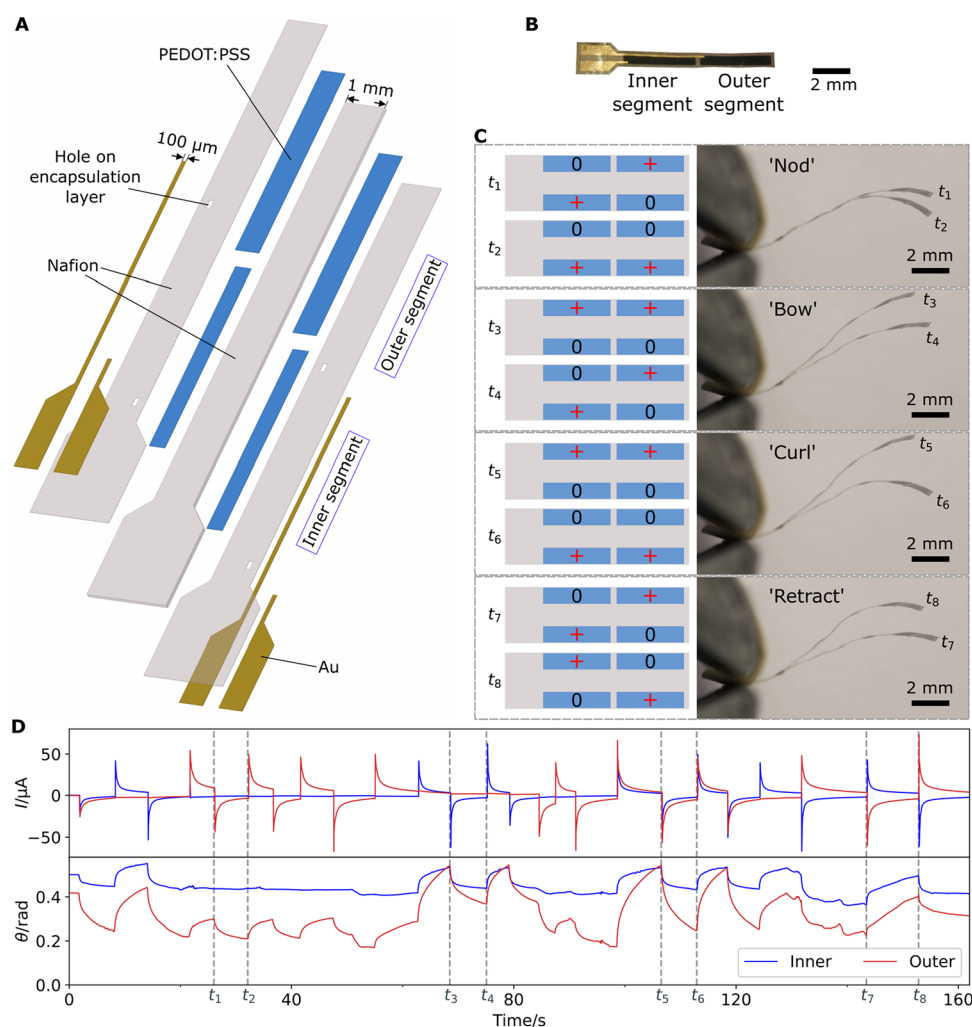 A
PEDOT:PSS
1 mm
100 µm
Hole on
encapsulation
layer
Nafion
Outer segment
Inner segment
Au
B
Inner
segment
Outer
segment
2 mm
C
t1
0 +
+ 0
t2
0 0
+ +
'Nod'
t1
t2
2 mm
t3
+ +
0 0
t4
0 +
+ 0
'Bow'
t3
t4
2 mm
t5
+ +
0 0
t6
0 0
+ +
'Curl'
t5
t6
2 mm
t7
0 +
+ 0
t8
+ 0
0 +
'Retract'
t8
t7
2 mm
D
I/µA
50
0
−50
θ/rad
0.4
0.2
0.0
Inner
Outer
0 t1 t2 40 t3 t4 80 t5 t6 120 t7 t8 160
Time/s